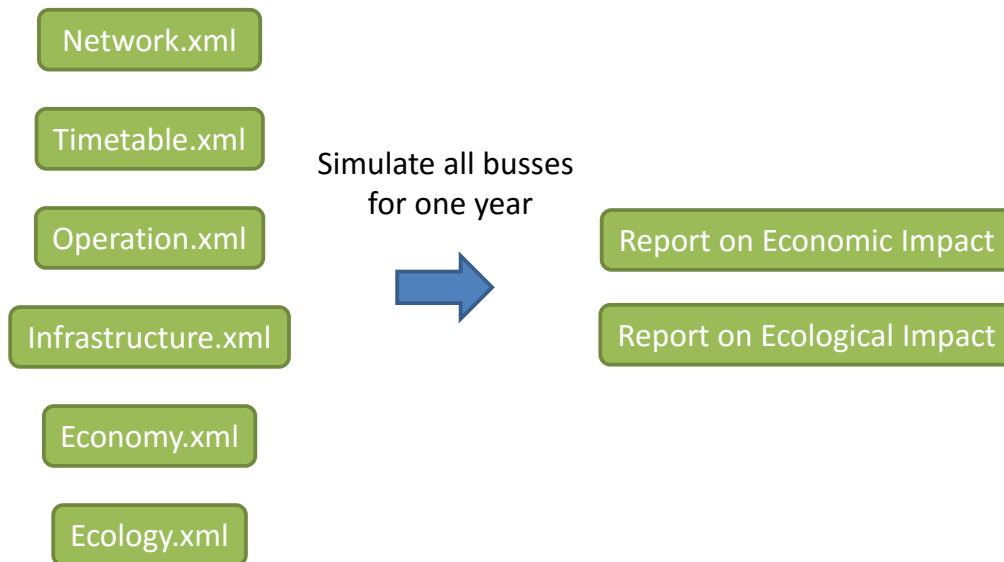 Network.xml
Timetable.xml
Operation.xml
Infrastructure.xml
Economy.xml
Ecology.xml
Simulate all busses
for one year
Report on Economic Impact
Report on Ecological Impact